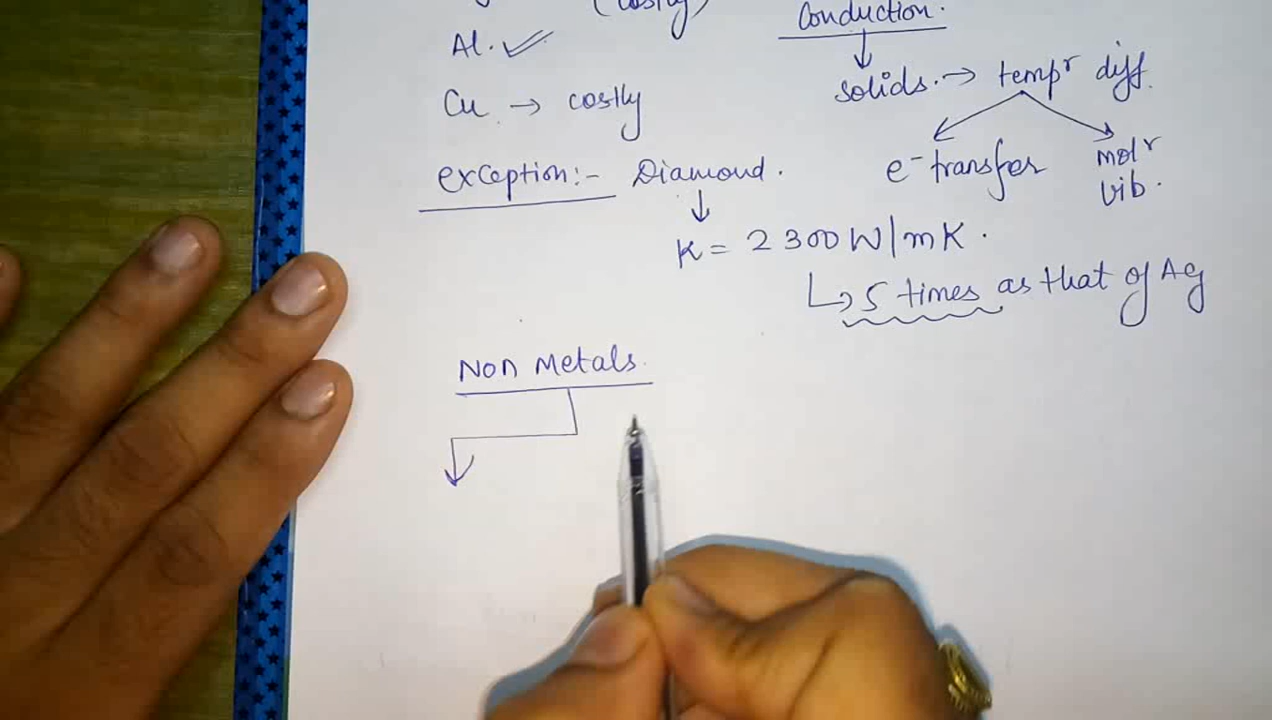 (costly)
Al.
Cu → costly
exception:- Diamond.
↓
K = 2300 W/mK.
↳ 5 times as that of Ag
Conduction.
↓
solids. → tempr diff.
e- transfer
molr
vib.
Non Metals.